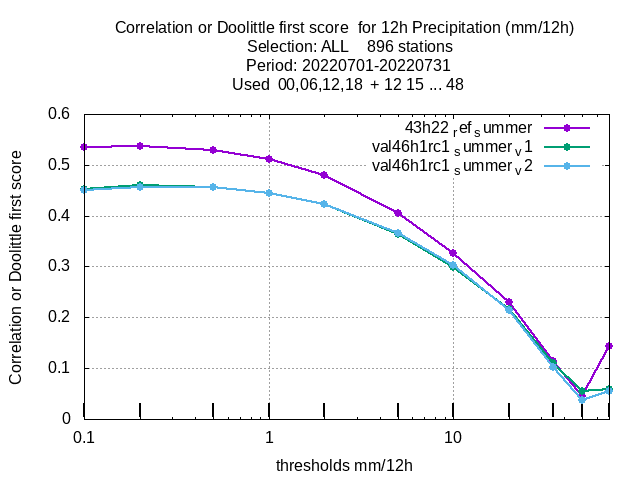 Correlation or Doolittle first score  for 12h Precipitation (mm/12h)
Selection: ALL    896 stations
Period: 20220701-20220731
Used  00,06,12,18  + 12 15 ... 48
43h22 ref summer
val46h1rc1 summer v1
val46h1rc1 summer v2
Correlation or Doolittle first score
0.6
0.5
0.4
0.3
0.2
0.1
0
0.1
1
10
thresholds mm/12h